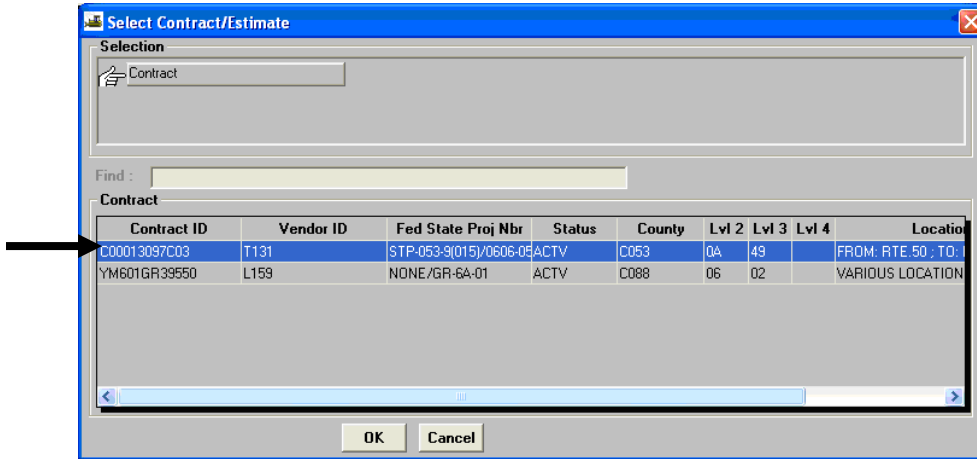 Select Contract/Estimate
Selection
Contract
Find :
Contract
Contract ID Vendor ID Fed State Proj Nbr Status County Lvl 2 Lvl 3 Lvl 4 Location
C00013097C03 T131 STP-053-9(015)/0606-05 ACTV C053 0A 49 FROM: RTE.50 ; TO:
YM601GR39550 L159 NONE/GR-6A-01 ACTV C088 06 02 VARIOUS LOCATION
OK Cancel